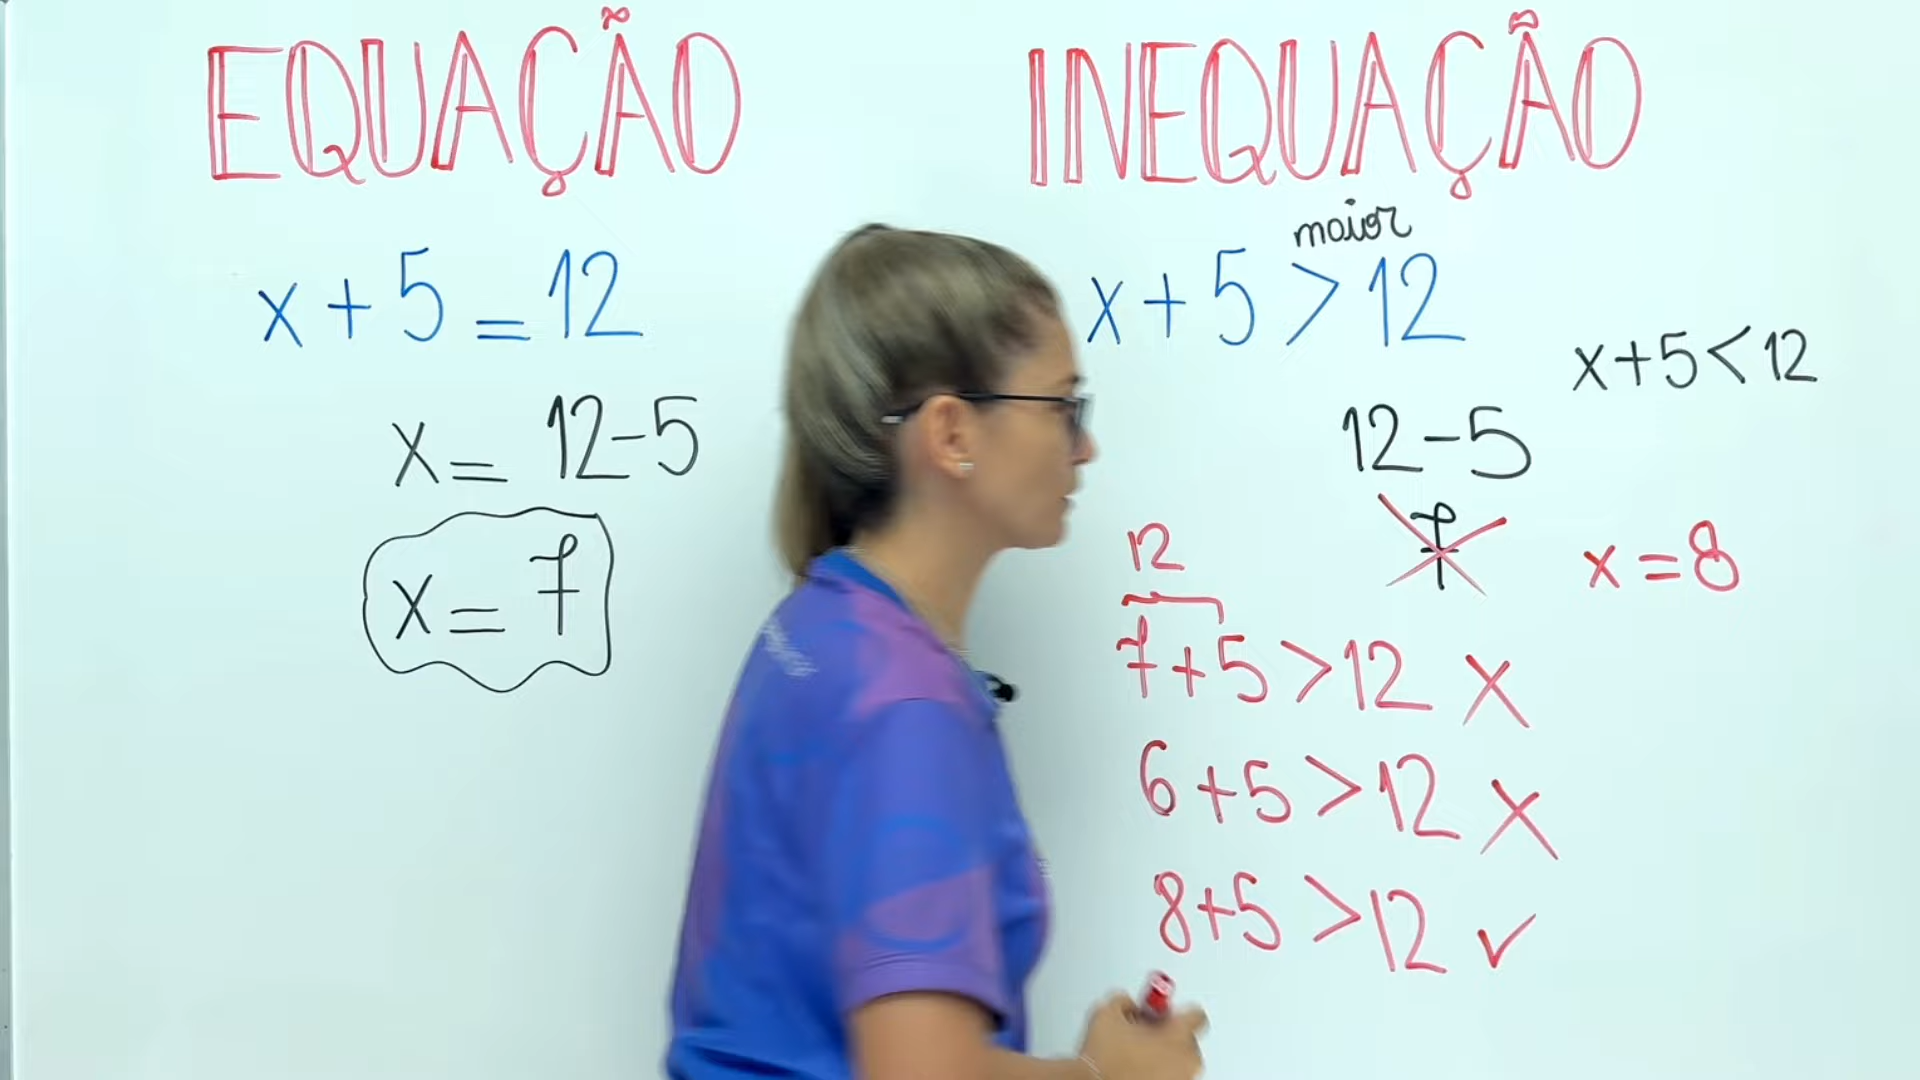 EQUAÇÃO
x + 5 = 12
x = 12-5
x = 7
INEQUAÇÃO
maior
x + 5 > 12
x+5<12
12-5
7
x = 8
12
7+5>12 X
6+5>12 X
8+5>12 ✓